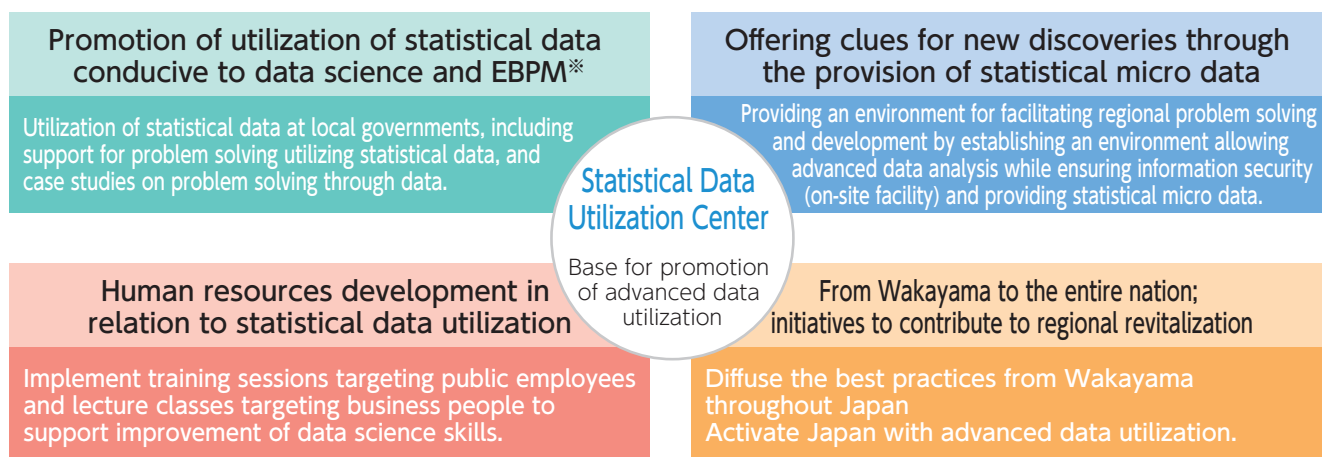 Promotion of utilization of statistical data
conducive to data science and EBPM※
Utilization of statistical data at local governments, including
support for problem solving utilizing statistical data, and
case studies on problem solving through data.
Offering clues for new discoveries through
the provision of statistical micro data
Providing an environment for facilitating regional problem solving
and development by establishing an environment allowing
advanced data analysis while ensuring information security
(on-site facility) and providing statistical micro data.
Statistical Data
Utilization Center
Base for promotion
of advanced data
utilization
Human resources development in
relation to statistical data utilization
Implement training sessions targeting public employees
and lecture classes targeting business people to
support improvement of data science skills.
From Wakayama to the entire nation;
initiatives to contribute to regional revitalization
Diffuse the best practices from Wakayama
throughout Japan
Activate Japan with advanced data utilization.